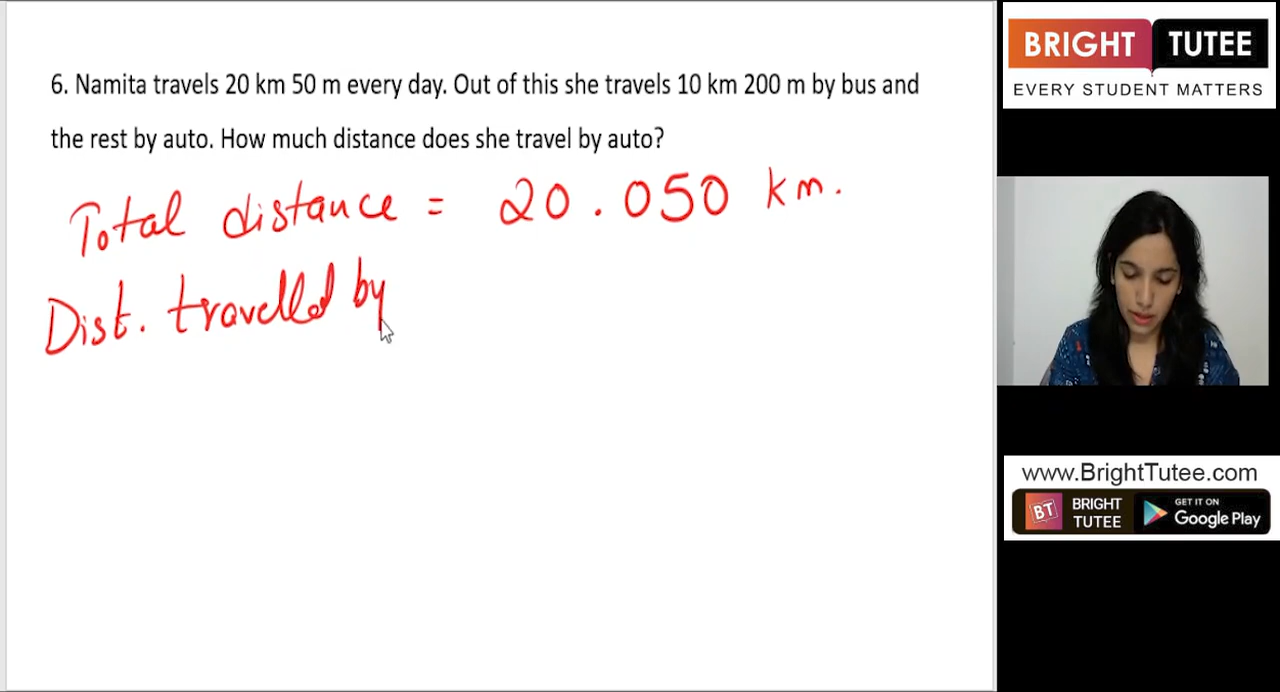 6. Namita travels 20 km 50 m every day. Out of this she travels 10 km 200 m by bus and
the rest by auto. How much distance does she travel by auto?
Total distance = 20.050 km.
Dist. travelled by
BRIGHT TUTEE
EVERY STUDENT MATTERS
www.BrightTutee.com
BT
BRIGHT
TUTEE
GET IT ON
Google Play